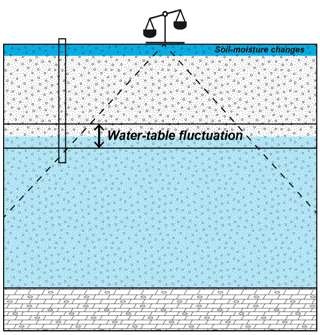 Soil-moisture changes
Water-table fluctuation